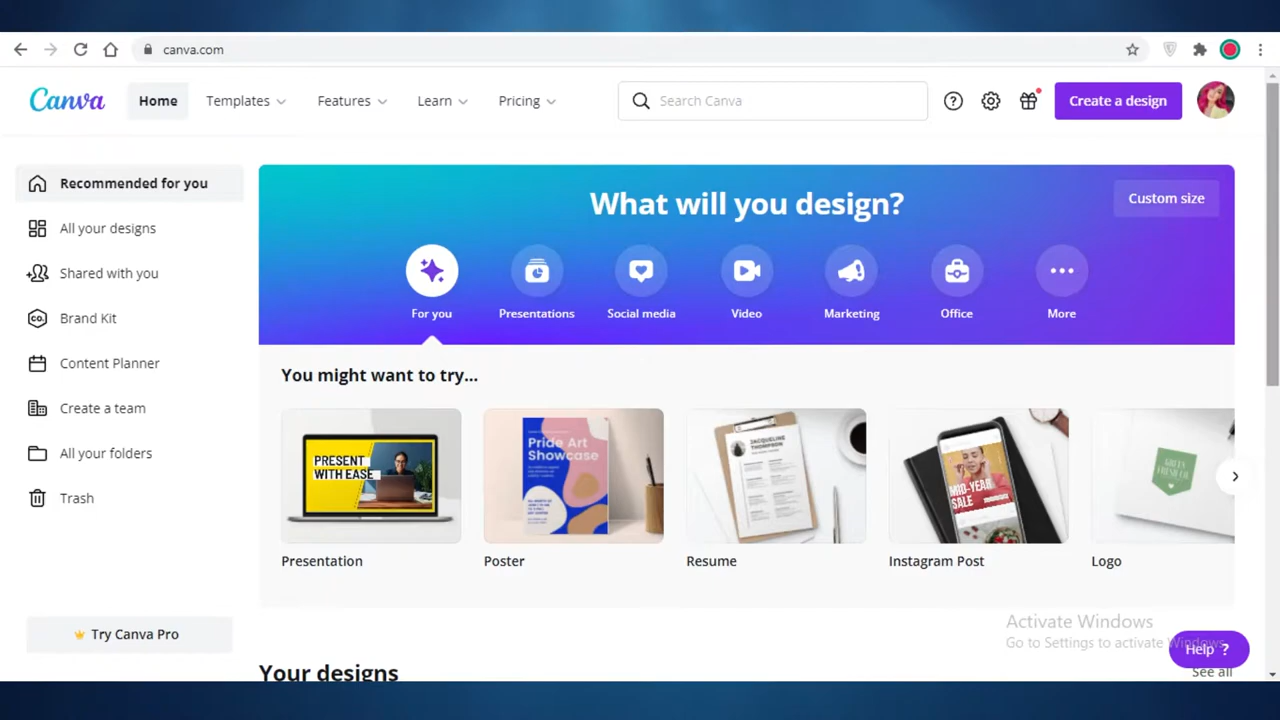 canva.com
Canva
Home
Templates
Features
Learn
Pricing
Search Canva
Create a design
Recommended for you
All your designs
Shared with you
Brand Kit
Content Planner
Create a team
All your folders
Trash
Try Canva Pro
What will you design?
Custom size
For you
Presentations
Social media
Video
Marketing
Office
More
You might want to try...
PRESENT
WITH EASE
Pride Art
Showcase
JACQUELINE
THOMPSON
MID-YEAR
SALE
Presentation
Poster
Resume
Instagram Post
Logo
Activate Windows
Go to Settings to activate Windows.
Help ?
Your designs
See all